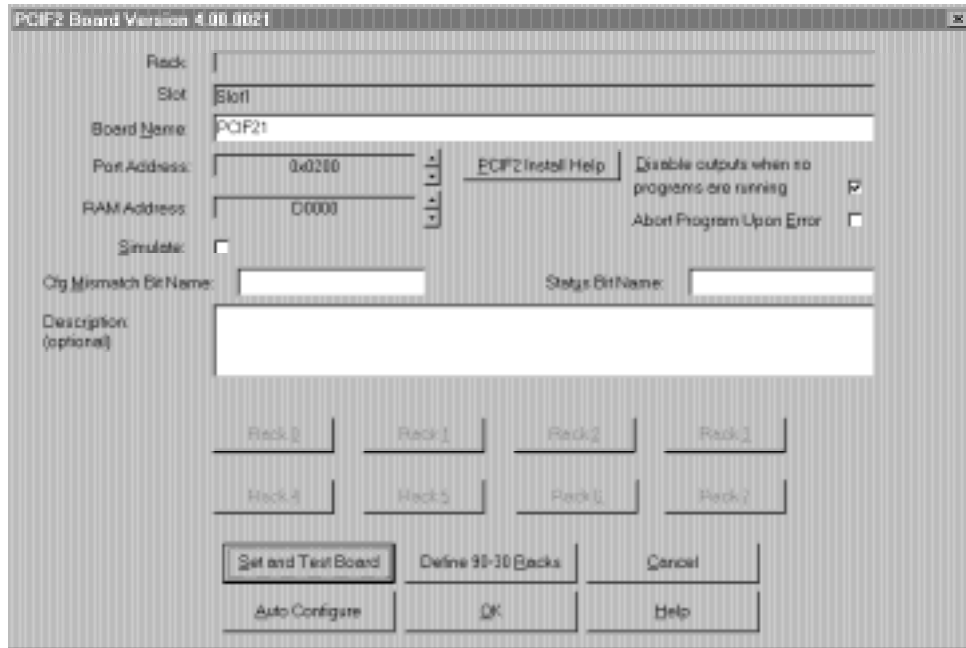 PCIF2 Board Version 4.00.0021
Rack
Slot Slot1
Board Name: PCIF21
Port Address: 0x0200
PCIF2 Install Help
Disable outputs when no
programs are running
RAM Address D0000
Abort Program Upon Error
Simulate:
Cfg Mismatch Bit Name:
Status Bit Name:
Description:
(optional)
Rack 0 Rack 1 Rack 2 Rack 3
Rack 4 Rack 5 Rack 6 Rack 7
Set and Test Board Define 90-30 Racks Cancel
Auto Configure OK Help